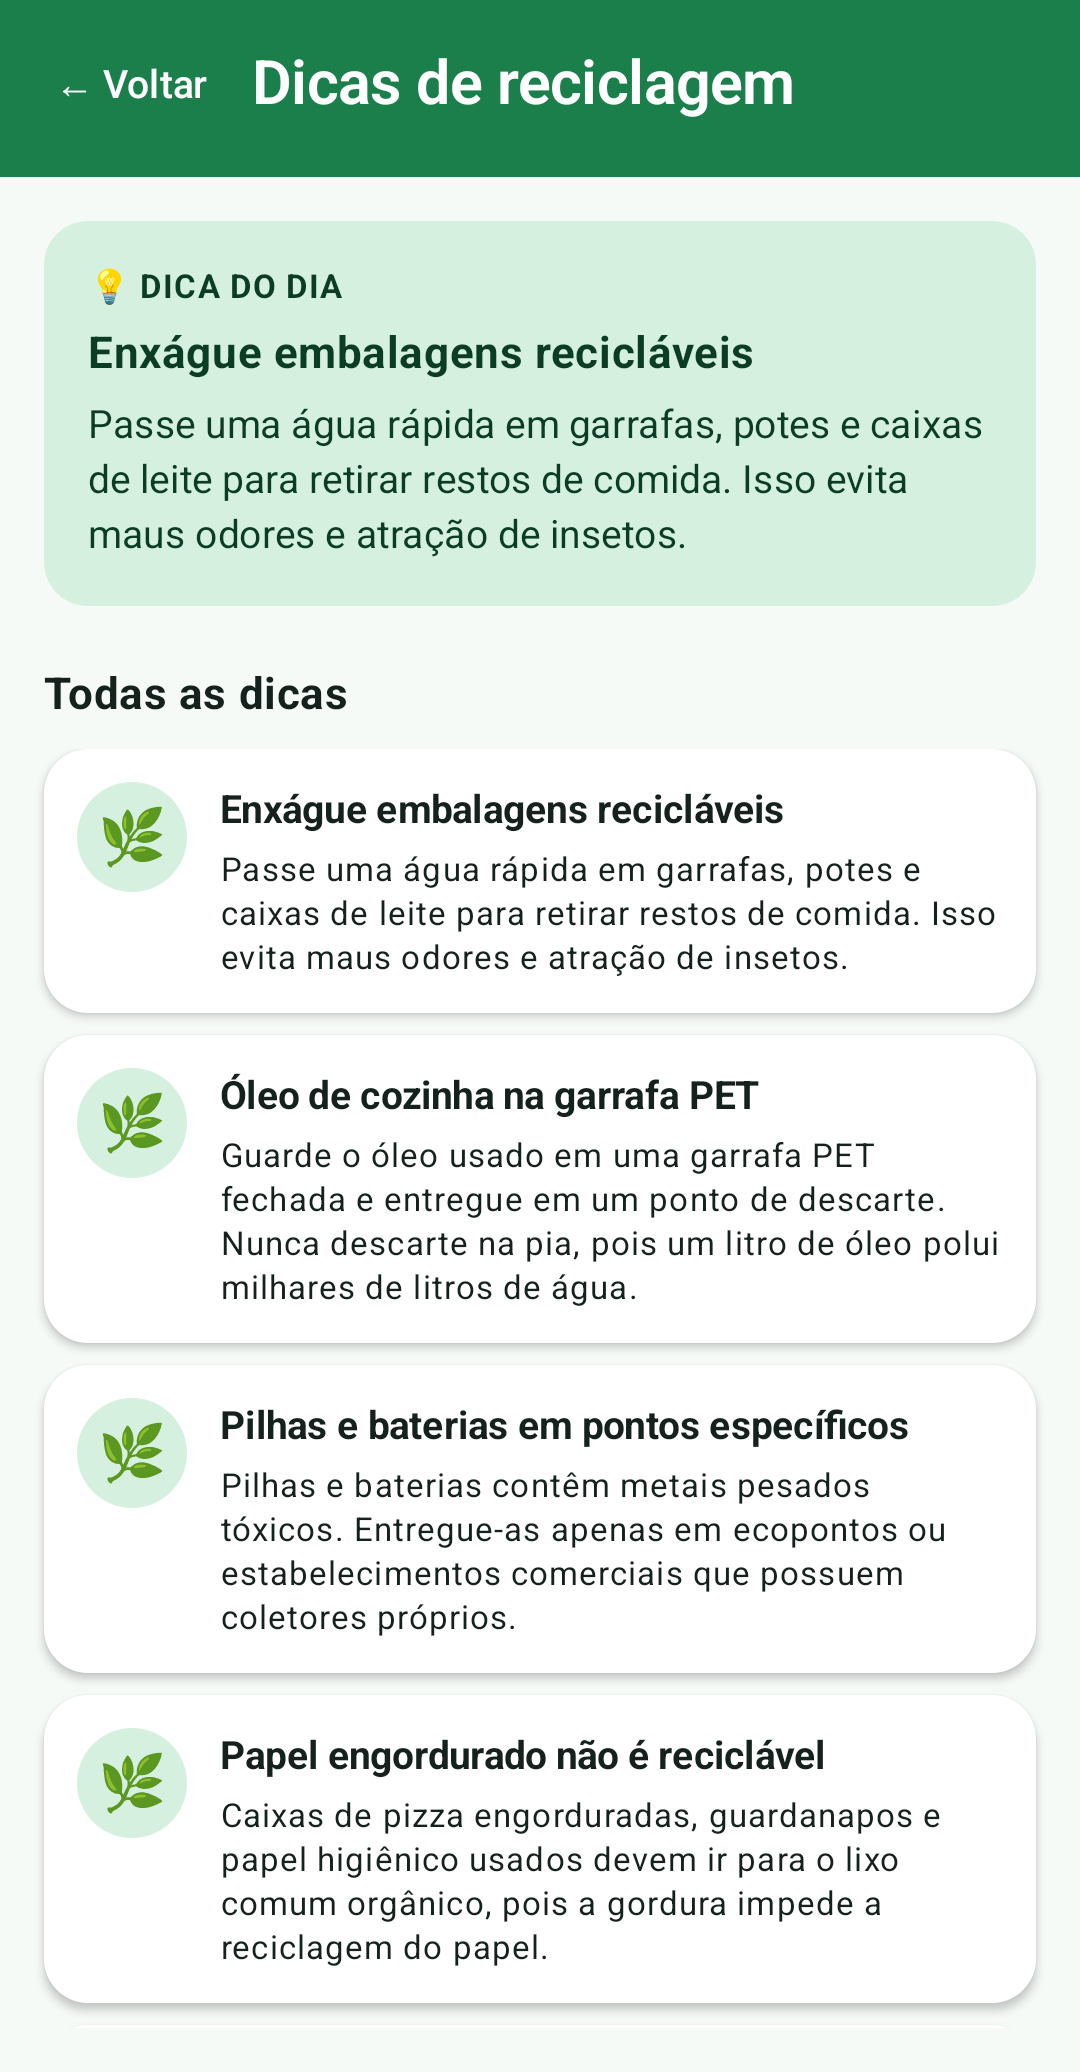 ← Voltar Dicas de reciclagem
💡 DICA DO DIA
Enxágue embalagens recicláveis
Passe uma água rápida em garrafas, potes e caixas
de leite para retirar restos de comida. Isso evita
maus odores e atração de insetos.
Todas as dicas
Enxágue embalagens recicláveis
Passe uma água rápida em garrafas, potes e
caixas de leite para retirar restos de comida. Isso
evita maus odores e atração de insetos.
Óleo de cozinha na garrafa PET
Guarde o óleo usado em uma garrafa PET
fechada e entregue em um ponto de descarte.
Nunca descarte na pia, pois um litro de óleo polui
milhares de litros de água.
Pilhas e baterias em pontos específicos
Pilhas e baterias contêm metais pesados
tóxicos. Entregue-as apenas em ecopontos ou
estabelecimentos comerciais que possuem
coletores próprios.
Papel engordurado não é reciclável
Caixas de pizza engorduradas, guardanapos e
papel higiênico usados devem ir para o lixo
comum orgânico, pois a gordura impede a
reciclagem do papel.